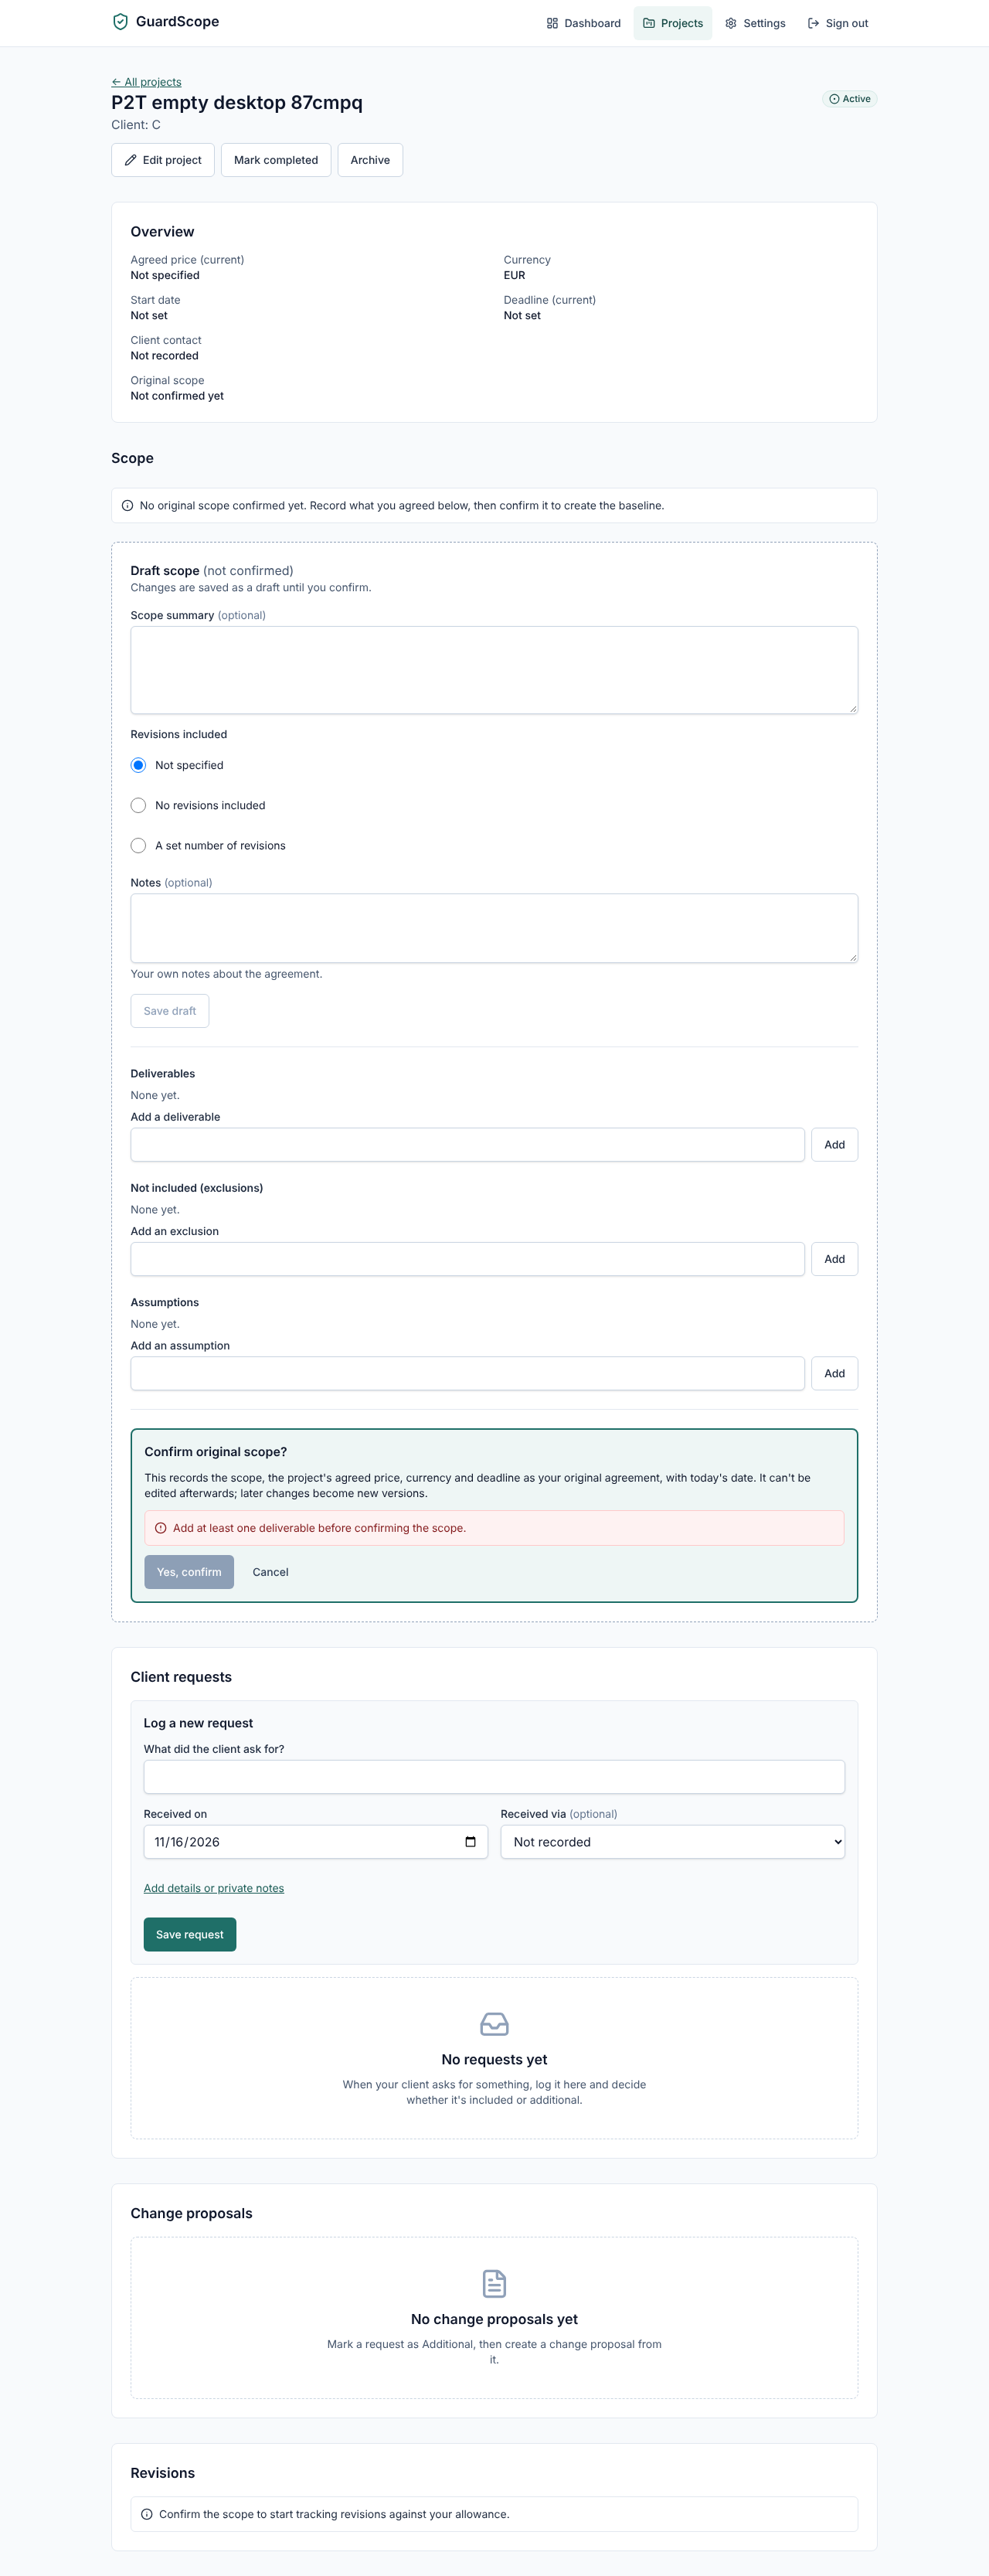 GuardScope
Dashboard
Projects
Settings
Sign out
← All projects
P2T empty desktop 87cmpq
Active
Client: C
Edit project
Mark completed
Archive
Overview
Agreed price (current)
Not specified
Currency
EUR
Start date
Not set
Deadline (current)
Not set
Client contact
Not recorded
Original scope
Not confirmed yet
Scope
No original scope confirmed yet. Record what you agreed below, then confirm it to create the baseline.
Draft scope (not confirmed)
Changes are saved as a draft until you confirm.
Scope summary (optional)
Revisions included
Not specified
No revisions included
A set number of revisions
Notes (optional)
Your own notes about the agreement.
Save draft
Deliverables
None yet.
Add a deliverable
Add
Not included (exclusions)
None yet.
Add an exclusion
Add
Assumptions
None yet.
Add an assumption
Add
Confirm original scope?
This records the scope, the project's agreed price, currency and deadline as your original agreement, with today's date. It can't be
edited afterwards; later changes become new versions.
Add at least one deliverable before confirming the scope.
Yes, confirm
Cancel
Client requests
Log a new request
What did the client ask for?
Received on
Received via (optional)
11/16/2026
Not recorded
Add details or private notes
Save request
No requests yet
When your client asks for something, log it here and decide
whether it's included or additional.
Change proposals
No change proposals yet
Mark a request as Additional, then create a change proposal from
it.
Revisions
Confirm the scope to start tracking revisions against your allowance.